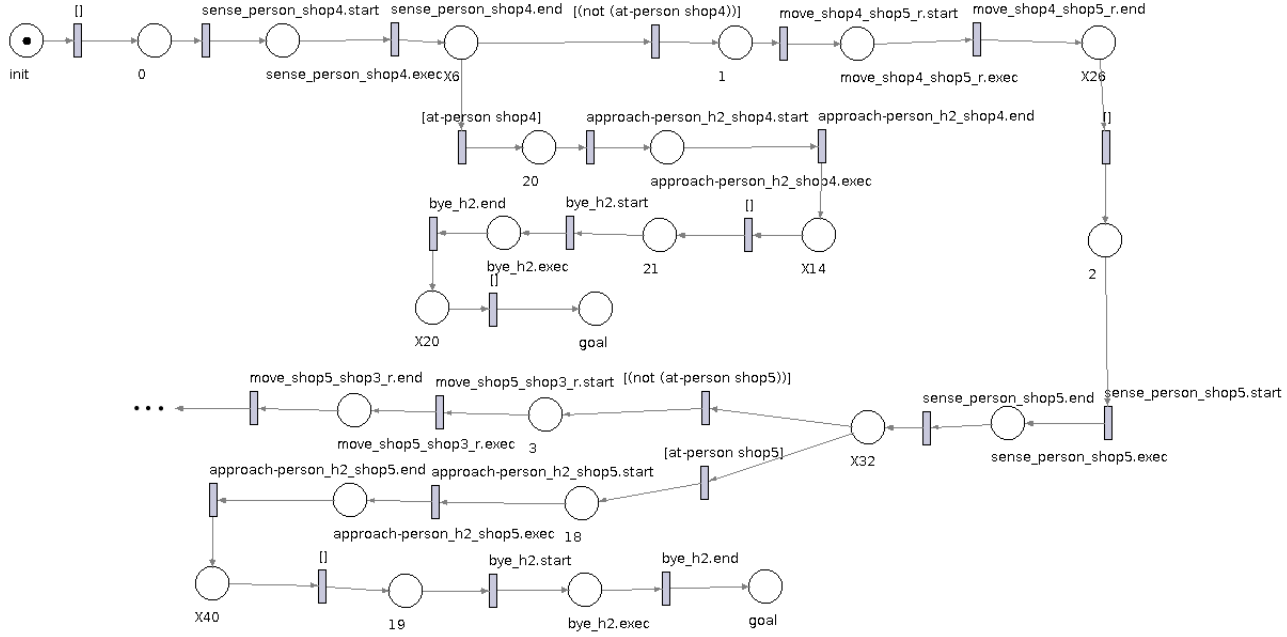 []
sense_person_shop4.start
sense_person_shop4.end
[(not (at-person shop4))]
move_shop4_shop5_r.start
move_shop4_shop5_r.end
init
0
sense_person_shop4.exec
X6
1
move_shop4_shop5_r.exec
X26
[at-person shop4]
approach-person_h2_shop4.start
approach-person_h2_shop4.end
[]
20
approach-person_h2_shop4.exec
bye_h2.end
bye_h2.start
[]
bye_h2.exec
21
X14
2
[]
X20
goal
move_shop5_shop3_r.end
move_shop5_shop3_r.start
[(not (at-person shop5))]
sense_person_shop5.end
sense_person_shop5.start
...
move_shop5_shop3_r.exec
3
X32
sense_person_shop5.exec
[at-person shop5]
approach-person_h2_shop5.end
approach-person_h2_shop5.start
approach-person_h2_shop5.exec
18
[]
bye_h2.start
bye_h2.end
X40
19
bye_h2.exec
goal